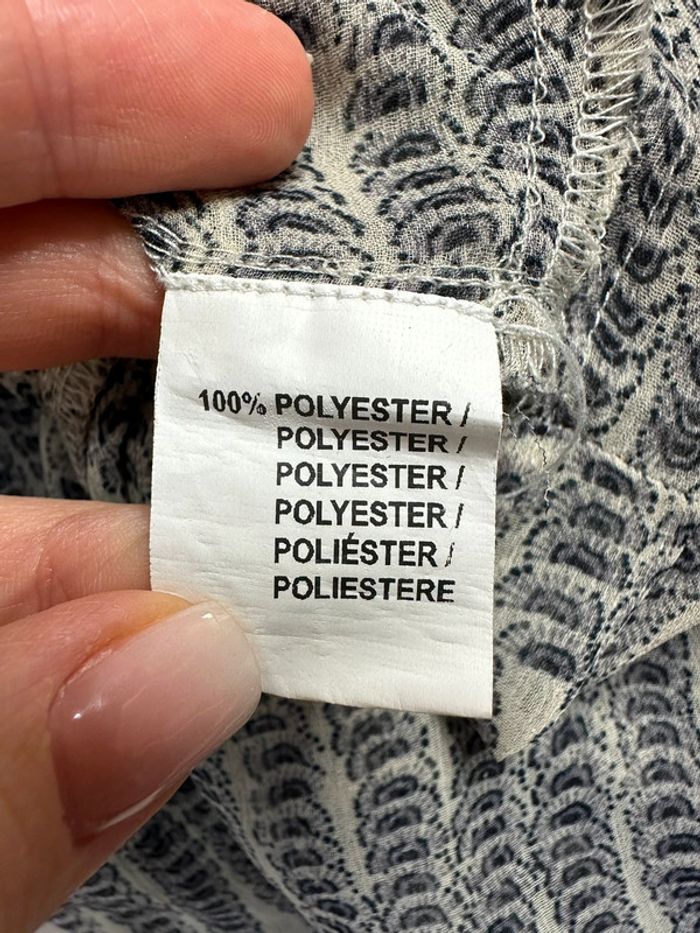 100% POLYESTER /
POLYESTER /
POLYESTER /
POLYESTER /
POLIÉSTER /
POLIESTERE